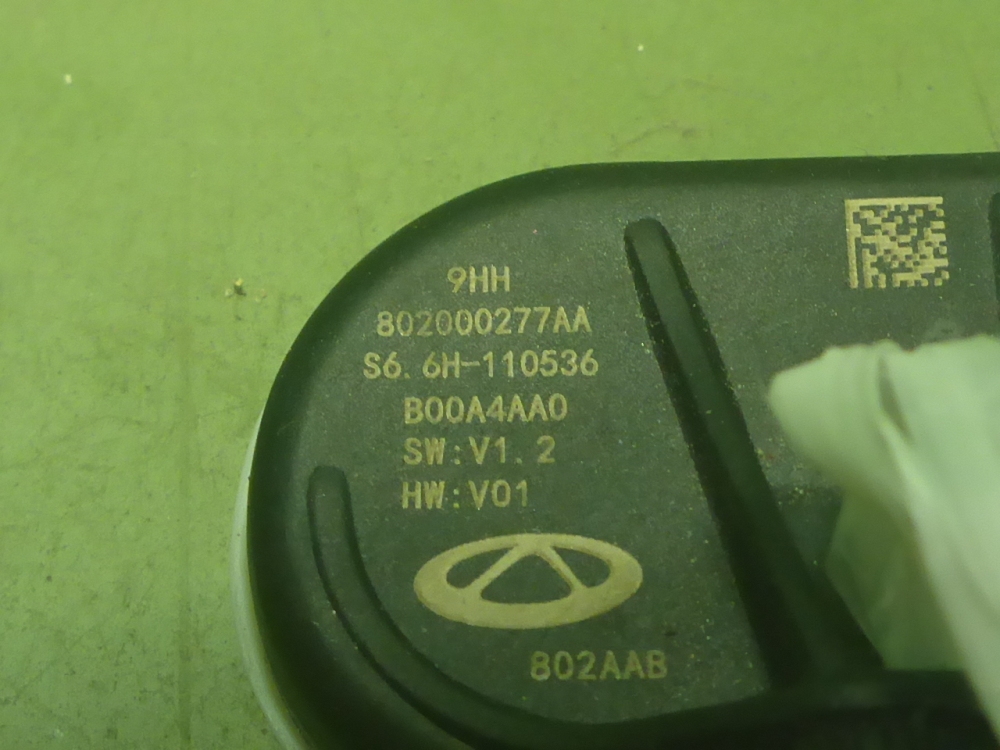 9HH
802000277AA
S6.6H-110536
B00A4AA0
SW:V1.2
HW:V01
802AAB